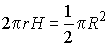 2πrH = 1/2 πR²